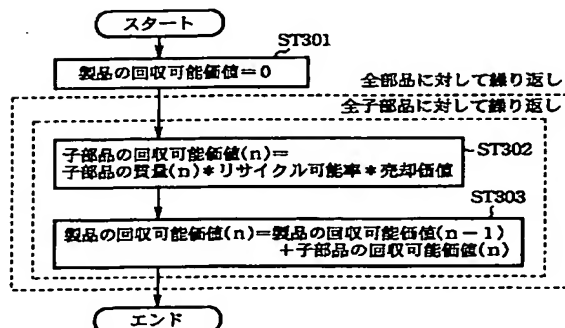 スタート
ST301
製品の回収可能価値=0
全部品に対して繰り返し
全子部品に対して繰り返し
子部品の回収可能価値(n)=
子部品の質量(n)*リサイクル可能率*売却価値
ST302
ST303
製品の回収可能価値(n)=製品の回収可能価値(n-1)
+子部品の回収可能価値(n)
エンド